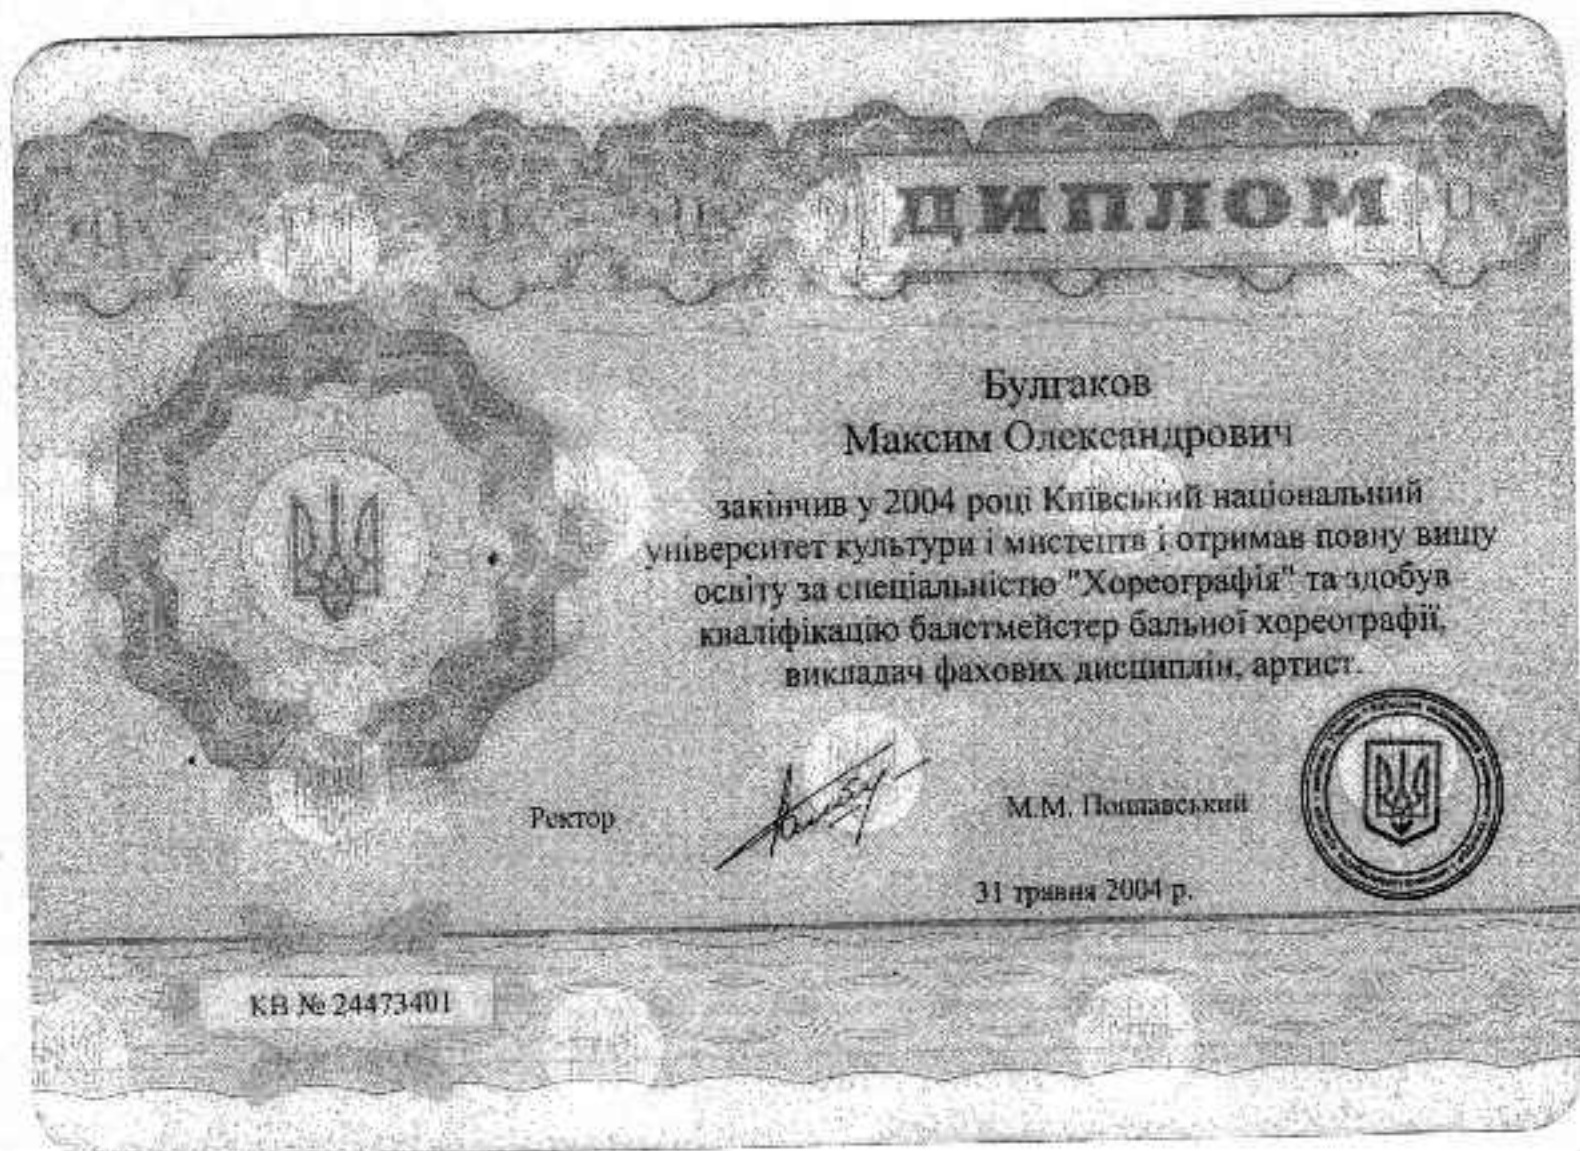 ДИПЛОМ
Булгаков
Максим Олександрович
закінчив у 2004 році Київський національний
університет культури і мистецтв і отримав повну вищу
освіту за спеціальністю "Хореографія" та здобув
кваліфікацію балетмейстер бальної хореографії,
викладач фахових дисциплін, артист.
Ректор
М.М. Поплавський
31 травня 2004 р.
КВ № 24473401